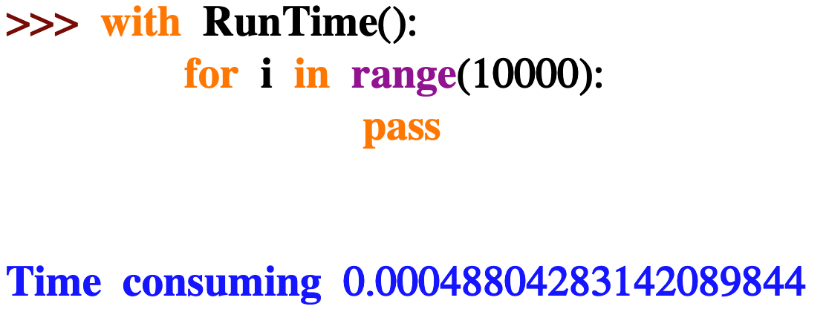 >>> with RunTime():
for i in range(10000):
pass
Time consuming 0.00048804283142089844